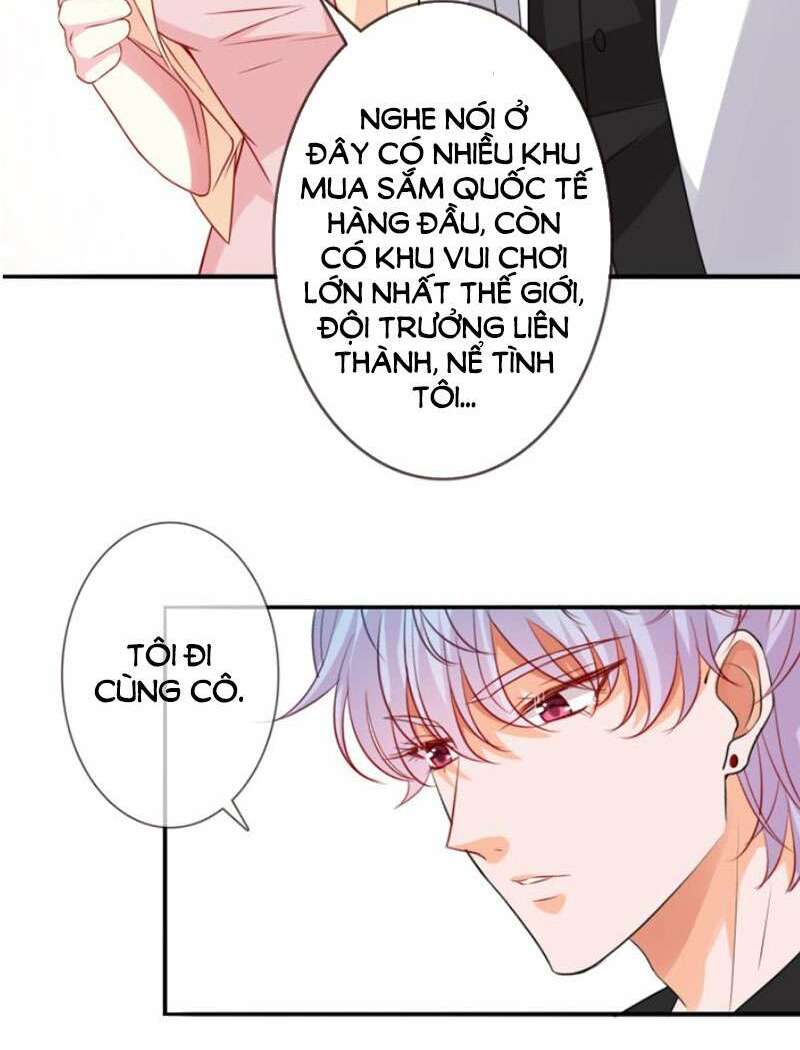 NGHE NÓI Ở
ĐÂY CÓ NHIỀU KHU
MUA SẮM QUỐC TẾ
HÀNG ĐẦU, CÒN
CÓ KHU VUI CHƠI
LỚN NHẤT THẾ GIỚI,
ĐỘI TRƯỞNG LIÊN
THÀNH, NỂ TÌNH
TÔI...
TÔI ĐI
CÙNG CÔ.